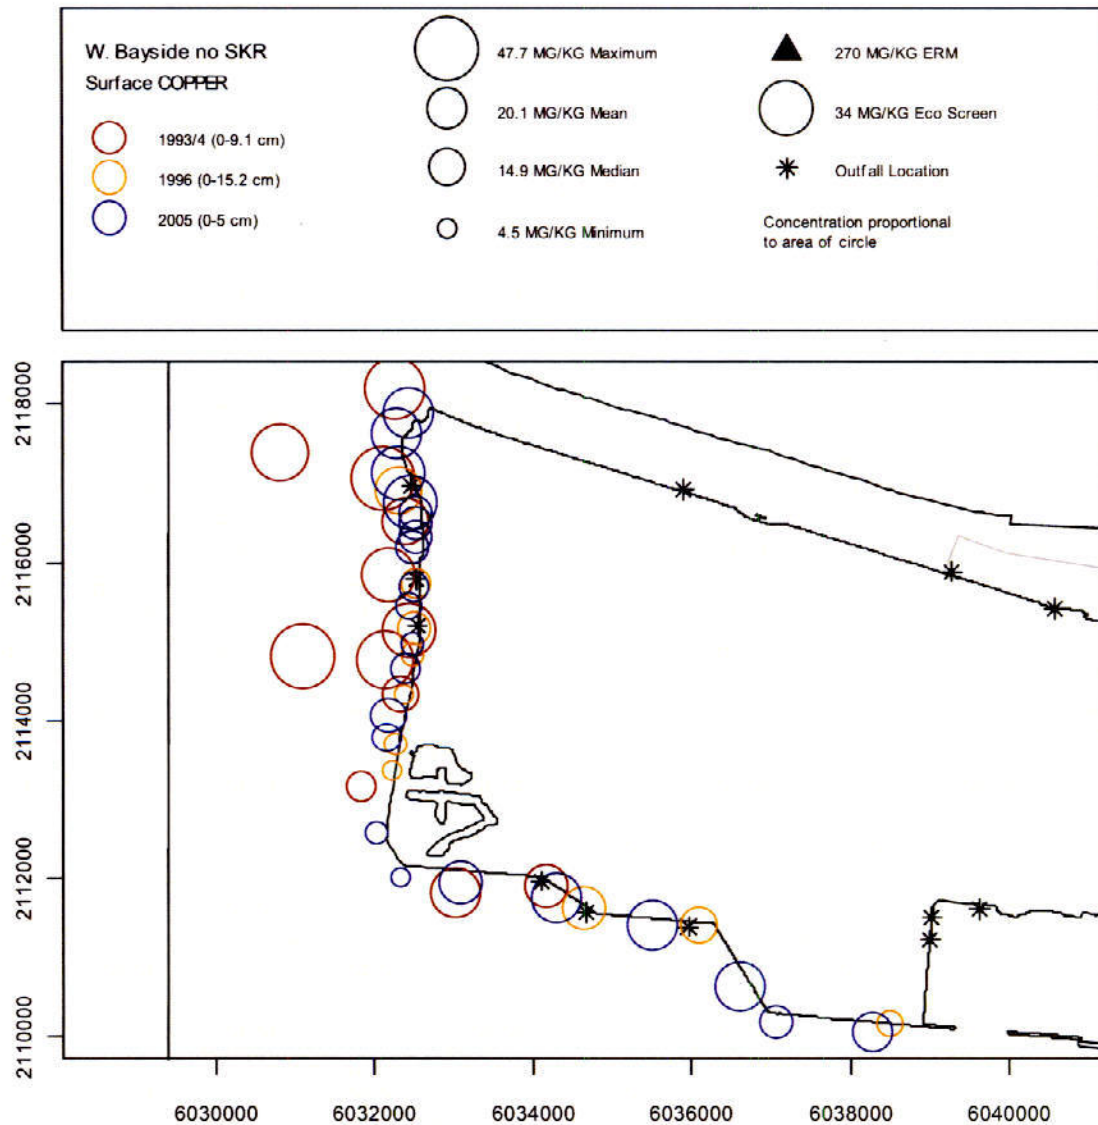 W. Bayside no SKR
Surface COPPER
1993/4 (0-9.1 cm)
1996 (0-15.2 cm)
2005 (0-5 cm)
47.7 MG/KG Maximum
20.1 MG/KG Mean
14.9 MG/KG Median
4.5 MG/KG Minimum
270 MG/KG ERM
34 MG/KG Eco Screen
Outfall Location
Concentration proportional
to area of circle
2118000
2116000
2114000
2112000
2110000
6030000 6032000 6034000 6036000 6038000 6040000